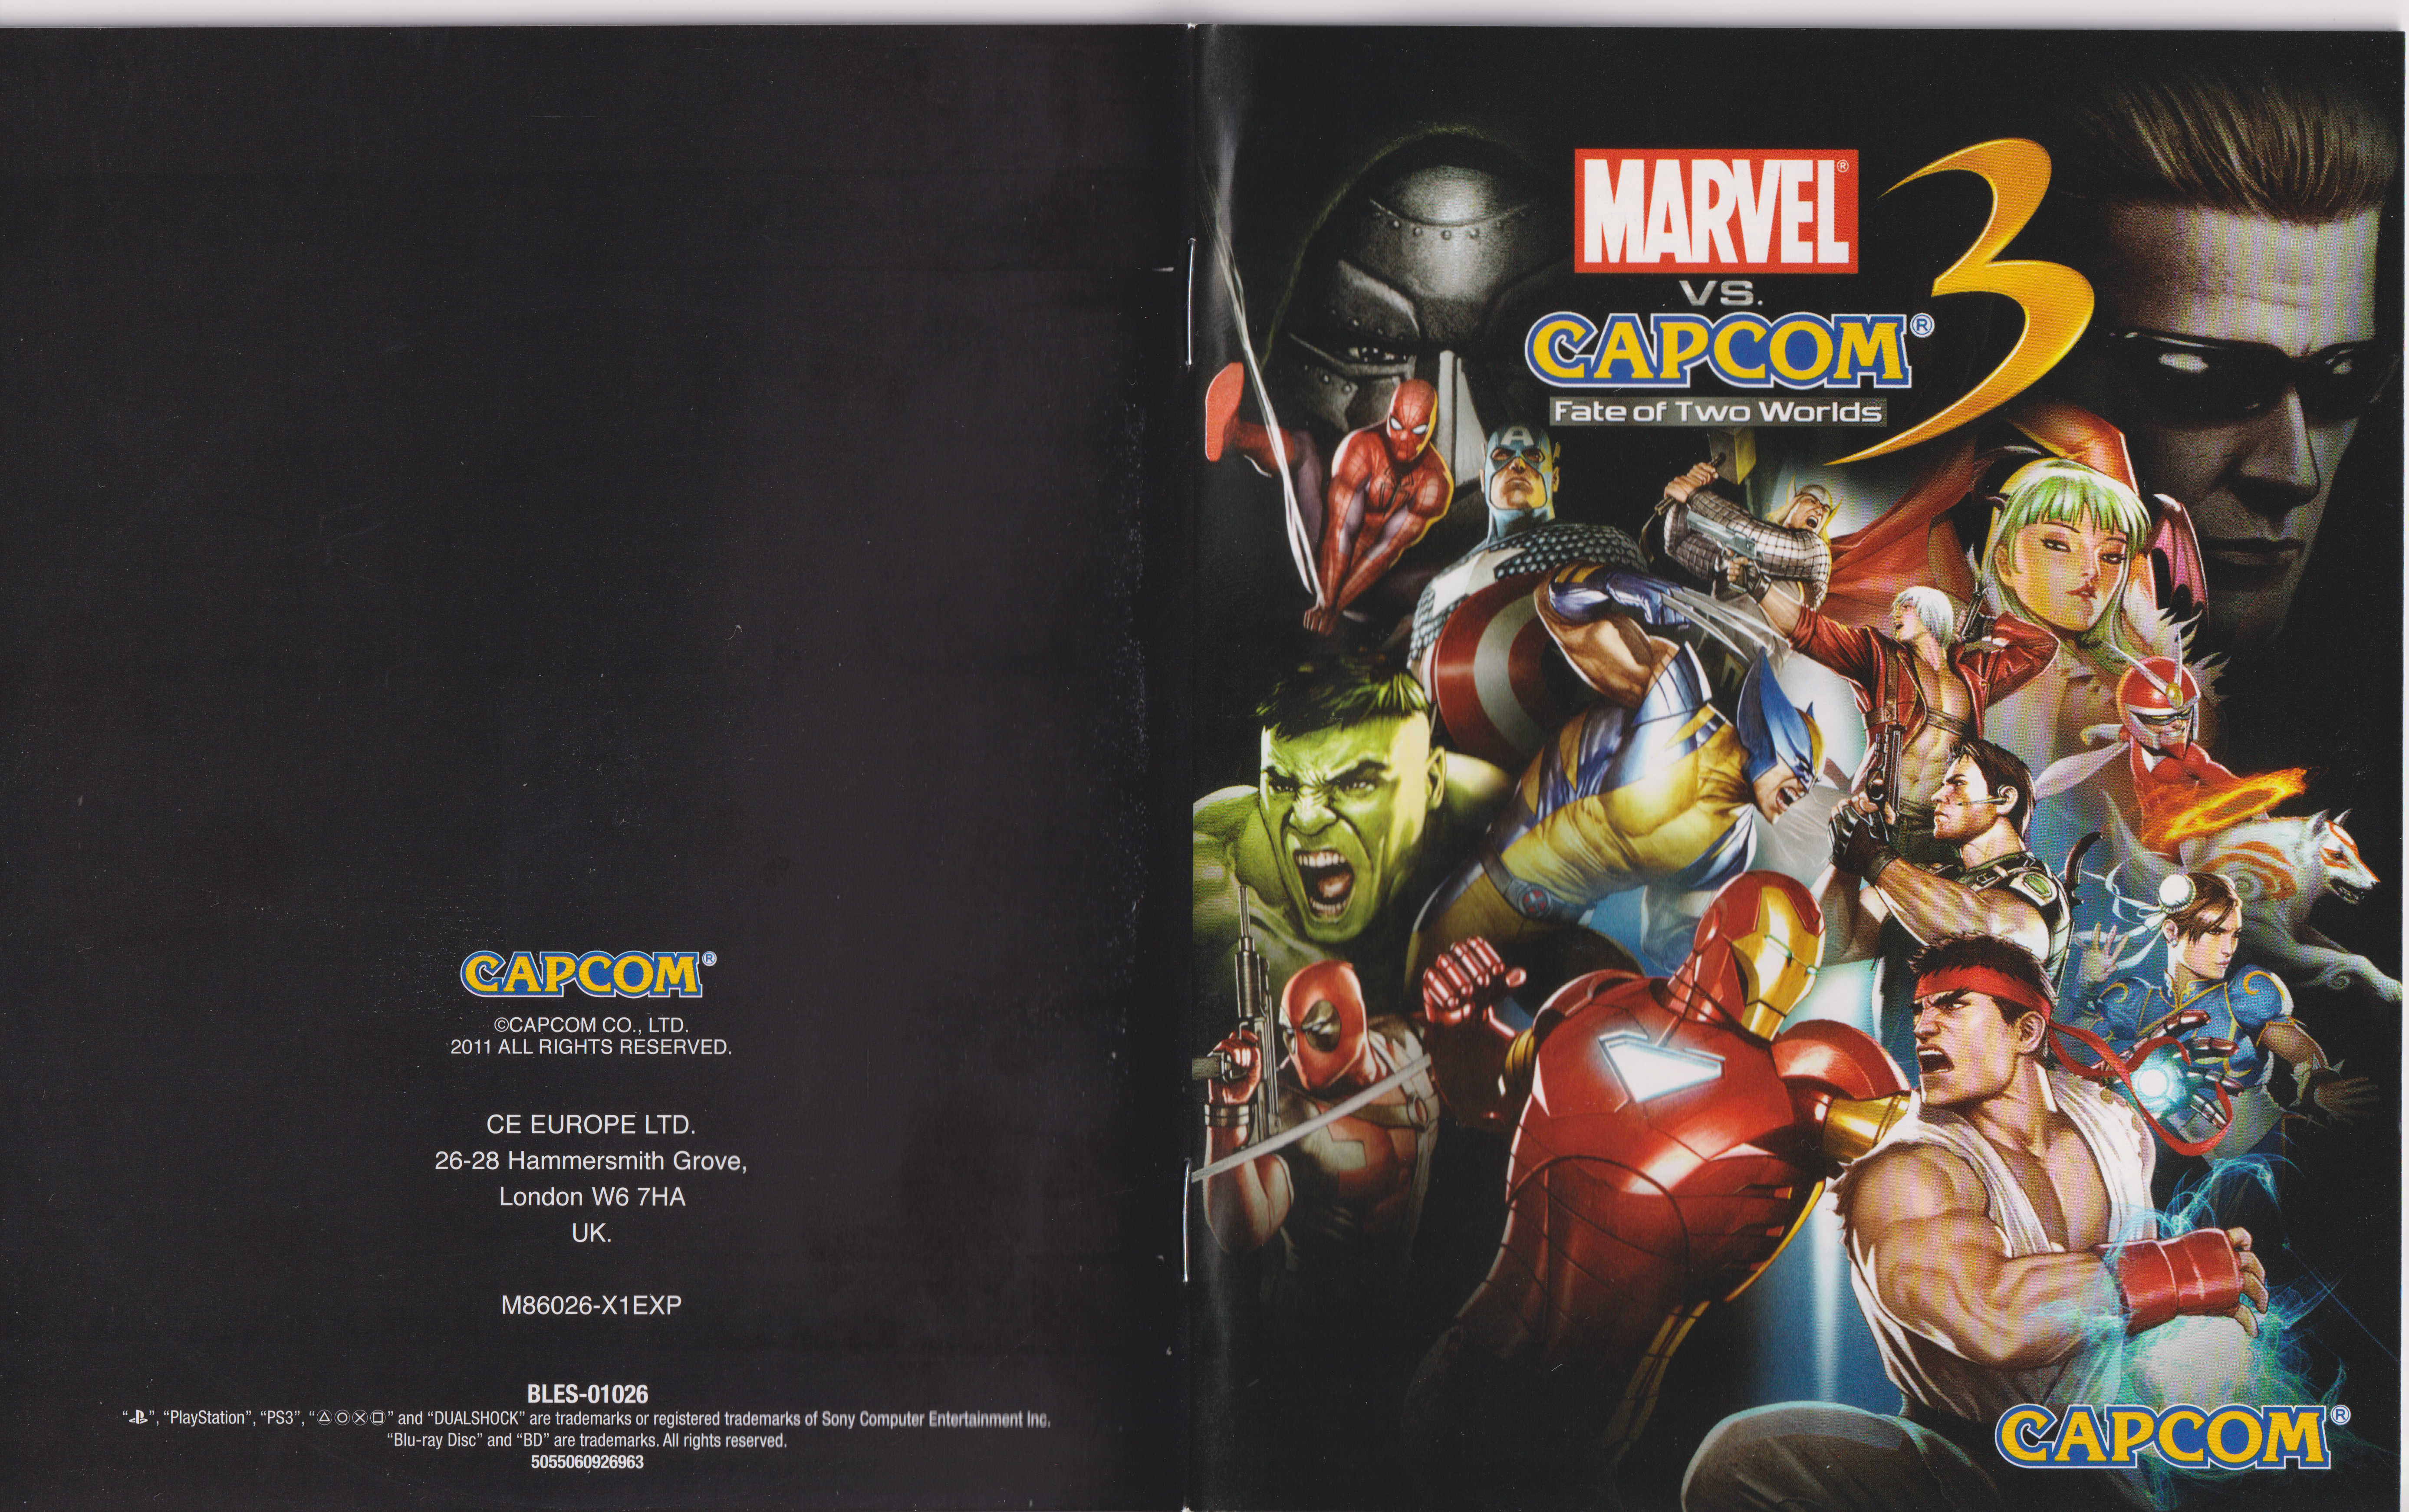 CAPCOM®
©CAPCOM CO., LTD.
2011 ALL RIGHTS RESERVED.
CE EUROPE LTD.
26-28 Hammersmith Grove,
London W6 7HA
UK.
M86026-X1EXP
BLES-01026
“ ”, “PlayStation”, “PS3”, “△○✕□” and “DUALSHOCK” are trademarks or registered trademarks of Sony Computer Entertainment Inc.
“Blu-ray Disc” and “BD” are trademarks. All rights reserved.
5055060926963
MARVEL®
VS.
CAPCOM®
3
Fate of Two Worlds
A
CAPCOM®